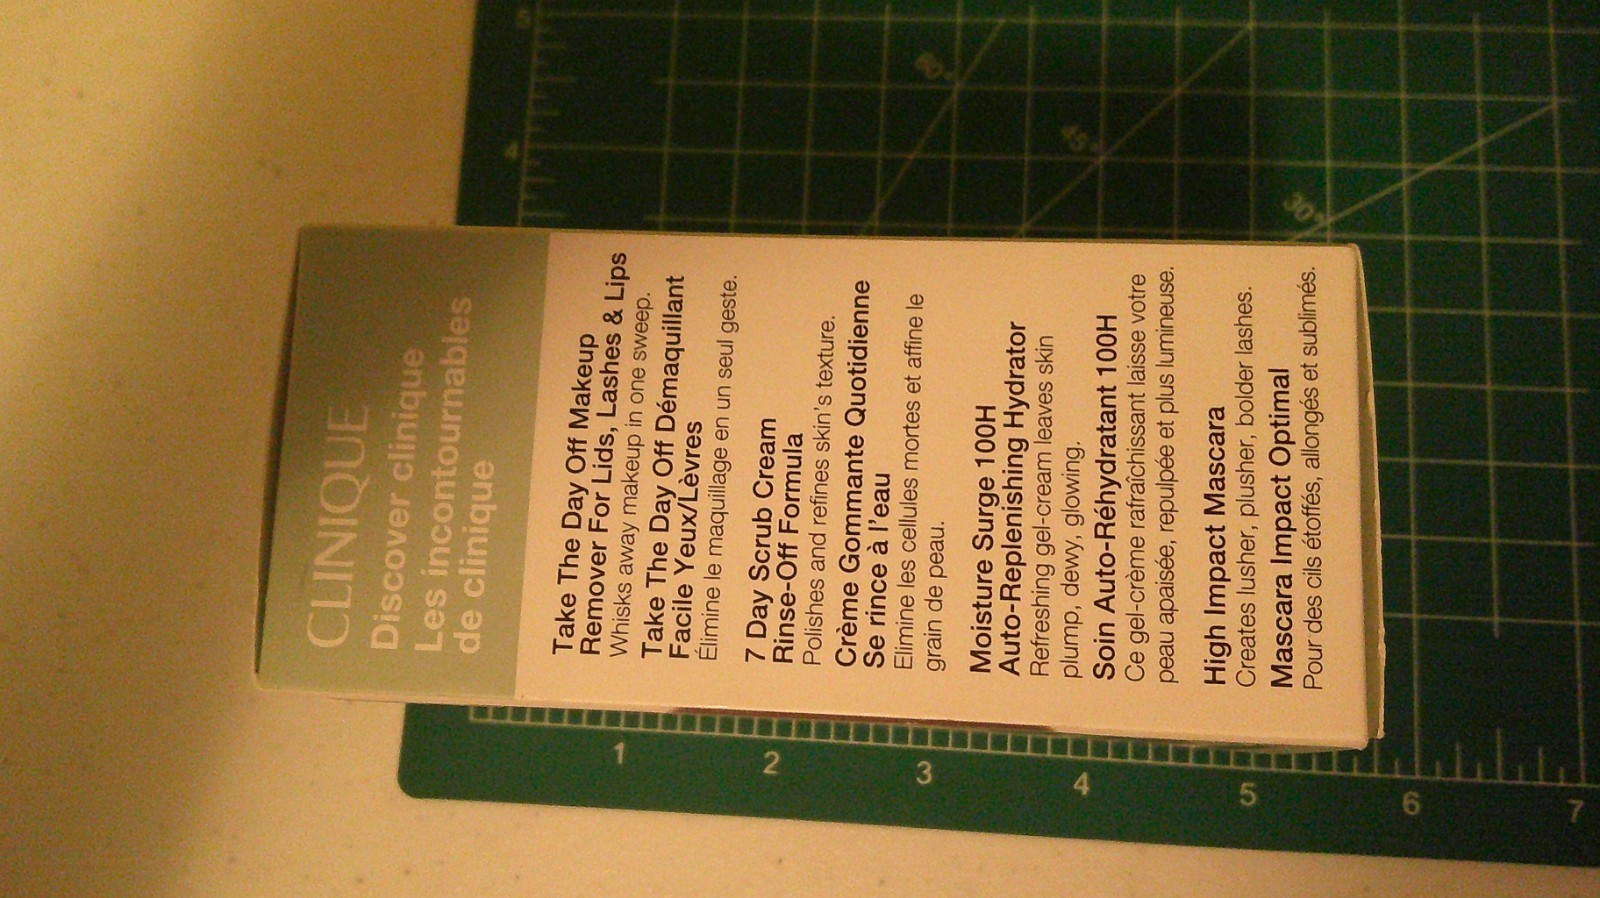 CLINIQUE
Discover clinique
Les incontournables
de clinique
Take The Day Off Makeup
Remover For Lids, Lashes & Lips
Whisks away makeup in one sweep.
Take The Day Off Démaquillant
Facile Yeux/Lèvres
Élimine le maquillage en un seul geste.
7 Day Scrub Cream
Rinse-Off Formula
Polishes and refines skin's texture.
Crème Gommante Quotidienne
Se rince à l'eau
Elimine les cellules mortes et affine le
grain de peau.
Moisture Surge 100H
Auto-Replenishing Hydrator
Refreshing gel-cream leaves skin
plump, dewy, glowing.
Soin Auto-Réhydratant 100H
Ce gel-crème rafraîchissant laisse votre
peau apaisée, repulpée et plus lumineuse.
High Impact Mascara
Creates lusher, plusher, bolder lashes.
Mascara Impact Optimal
Pour des cils étoffés, allongés et sublimés.
1 2 3 4 5 6 7
4
5
60°
45°
30°